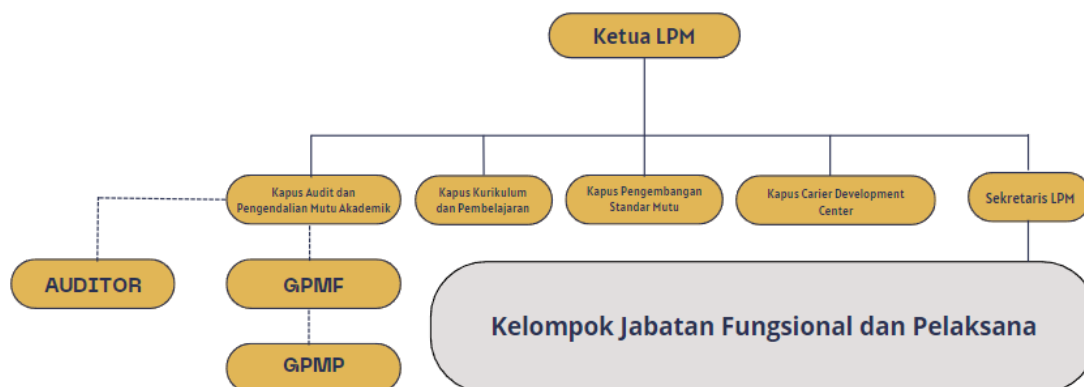 Ketua LPM
Kapus Audit dan
Pengendalian Mutu Akademik
Kapus Kurikulum
dan Pembelajaran
Kapus Pengembangan
Standar Mutu
Kapus Carier Development
Center
Sekretaris LPM
AUDITOR
GPMF
Kelompok Jabatan Fungsional dan Pelaksana
GPMP